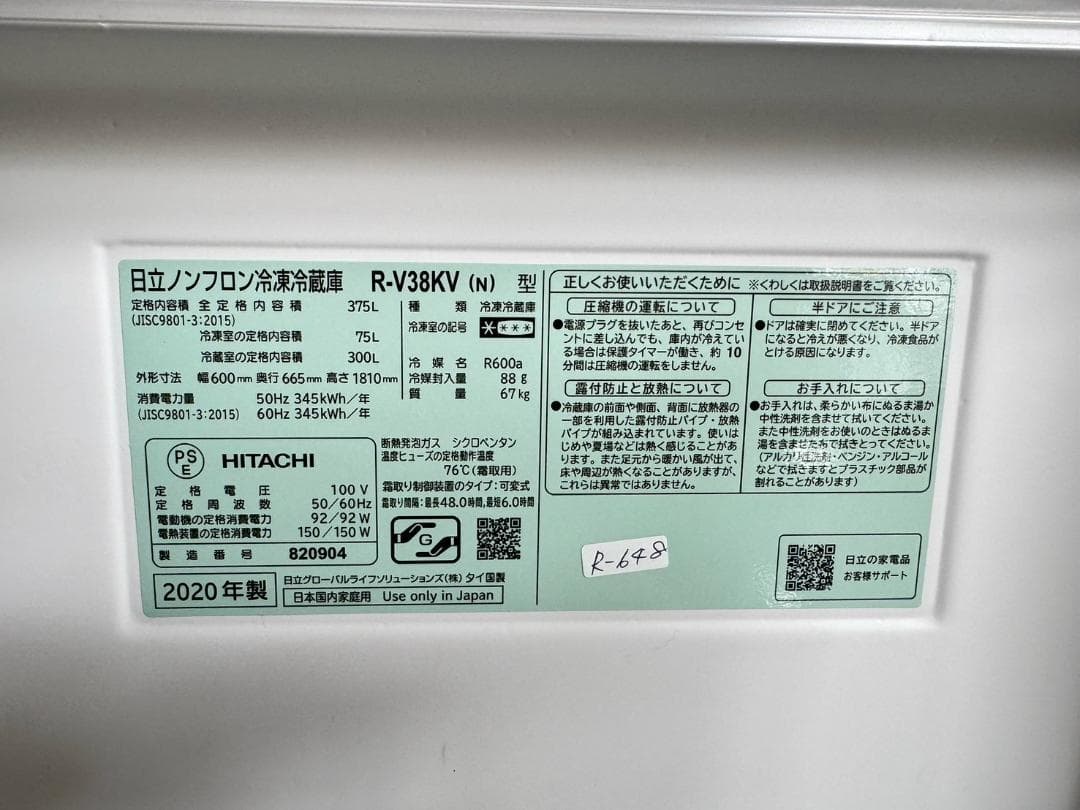 日立ノンフロン冷凍冷蔵庫 R-V38KV (N) 型
定格内容積 全定格内容積 375L
(JISC9801-3:2015)
冷凍室の定格内容積 75L
冷蔵室の定格内容積 300L
外形寸法 幅600mm 奥行665mm 高さ1810mm
消費電力量 50Hz 345kWh/年
(JISC9801-3:2015) 60Hz 345kWh/年
種類 冷凍冷蔵庫
冷凍室の記号 ****
冷媒名 R600a
冷媒封入量 88g
質量 67kg
PS
E
HITACHI
定格電圧 100V
定格周波数 50/60Hz
電動機の定格消費電力 92/92W
電熱装置の定格消費電力 150/150W
製造番号 820904
断熱発泡ガス シクロペンタン
温度ヒューズの定格動作温度
76℃(霜取用)
霜取り制御装置のタイプ:可変式
霜取り間隔:最長48.0時間,最短6.0時間
G
2020年製
日立グローバルライフソリューションズ(株) タイ国製
日本国内家庭用 Use only in Japan
正しくお使いいただくために ※くわしくは取扱説明書をご覧ください。
圧縮機の運転について
●電源プラグを抜いたあと、再びコンセ
ントに差し込んでも、庫内が冷えてい
る場合は保護タイマーが働き、約10
分間は圧縮機の運転をしません。
露付防止と放熱について
●冷蔵庫の前面や側面、背面に放熱器の
一部を利用した露付防止パイプ・放熱
パイプが組み込まれています。使いは
じめや夏場などは熱く感じることがあり
ます。また足元から暖かい風が出て、
床や周辺が熱くなることがありますが、
これらは異常ではありません。
半ドアにご注意
●ドアは確実に閉めてください。半ドア
になると冷えが悪くなり、冷凍食品が
とける原因になります。
お手入れについて
●お手入れは、柔らかい布にぬるま湯か
中性洗剤を含ませて拭いてください。
また中性洗剤をお使いのときはぬるま
湯を含ませた布で拭きとってください。
(アルカリ性洗剤・ベンジン・アルコール
などで拭きますとプラスチック部品が
割れることがあります)
R-648
日立の家電品
お客様サポート